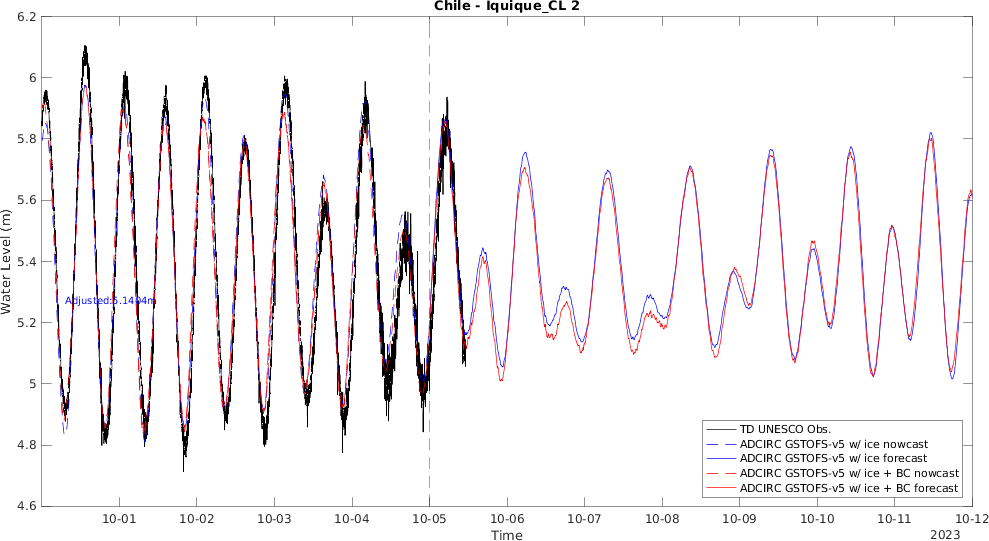 Chile - Iquique_CL 2
Water Level (m)
6.2
6
5.8
5.6
5.4
5.2
5
4.8
4.6
Adjusted:5.1404m
TD UNESCO Obs.
ADCIRC GSTOFS-v5 w/ ice nowcast
ADCIRC GSTOFS-v5 w/ ice forecast
ADCIRC GSTOFS-v5 w/ ice + BC nowcast
ADCIRC GSTOFS-v5 w/ ice + BC forecast
10-01 10-02 10-03 10-04 10-05 10-06 10-07 10-08 10-09 10-10 10-11 10-12
Time
2023